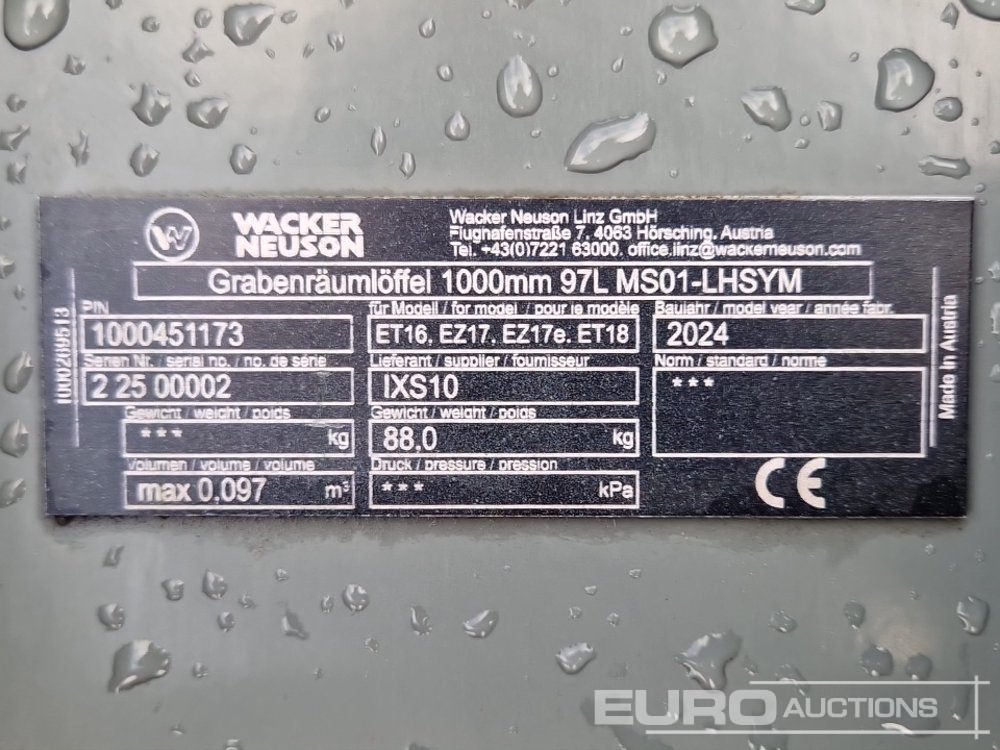 WACKER
NEUSON
Wacker Neuson Linz GmbH
Flughafenstraße 7, 4063 Hörsching, Austria
Tel. +43(0)7221 63000, office.linz@wackerneuson.com
Grabenräumlöffel 1000mm 97L MS01-LHSYM
PIN
1000451173
für Modell / for model / pour le modèle
ET16, EZ17, EZ17e, ET18
Baujahr / model year / année fabr.
2024
Serien Nr. / serial no. / no. de série
2 25 00002
Lieferant / supplier / fournisseur
IXS10
Norm / standard / norme
***
Gewicht / weight / poids
*** kg
Gewicht / weight / poids
88,0 kg
Volumen / volume / volume
max 0,097 m³
Druck / pressure / pression
*** kPa
CE
1000289513
Made in Austria
EURO AUCTIONS